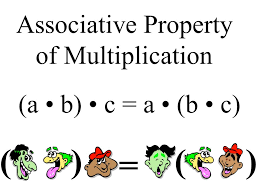 Associative Property
of Multiplication
(a • b) • c = a • (b • c)
( ) = ( )